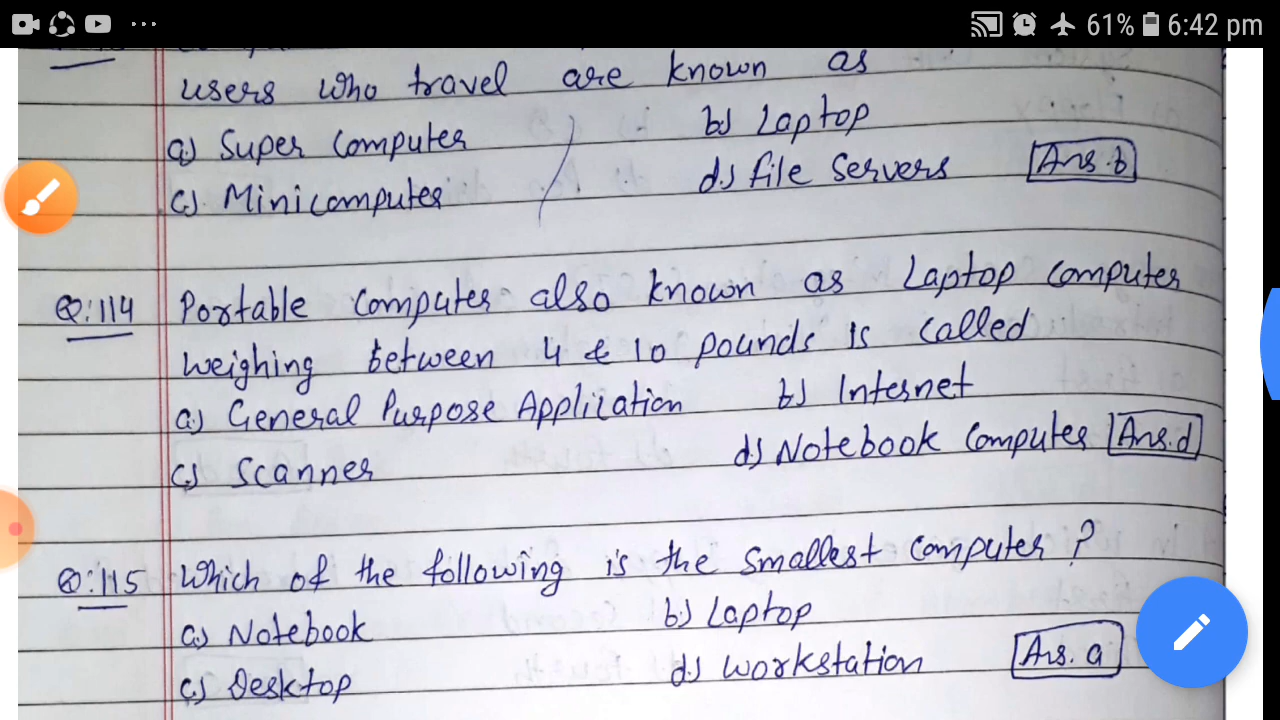 61% 6:42 pm
users who travel are known as
a) Super Computer b) Laptop
c) Minicomputer d) File Servers Ans. b
Q:114 Portable Computer also known as Laptop Computer
weighing between 4 & 10 pounds is called
a) General Purpose Application b) Internet
c) Scanner d) Notebook Computer Ans. d
Q:115 Which of the following is the smallest computer?
a) Notebook b) Laptop
c) Desktop d) Workstation Ans. a